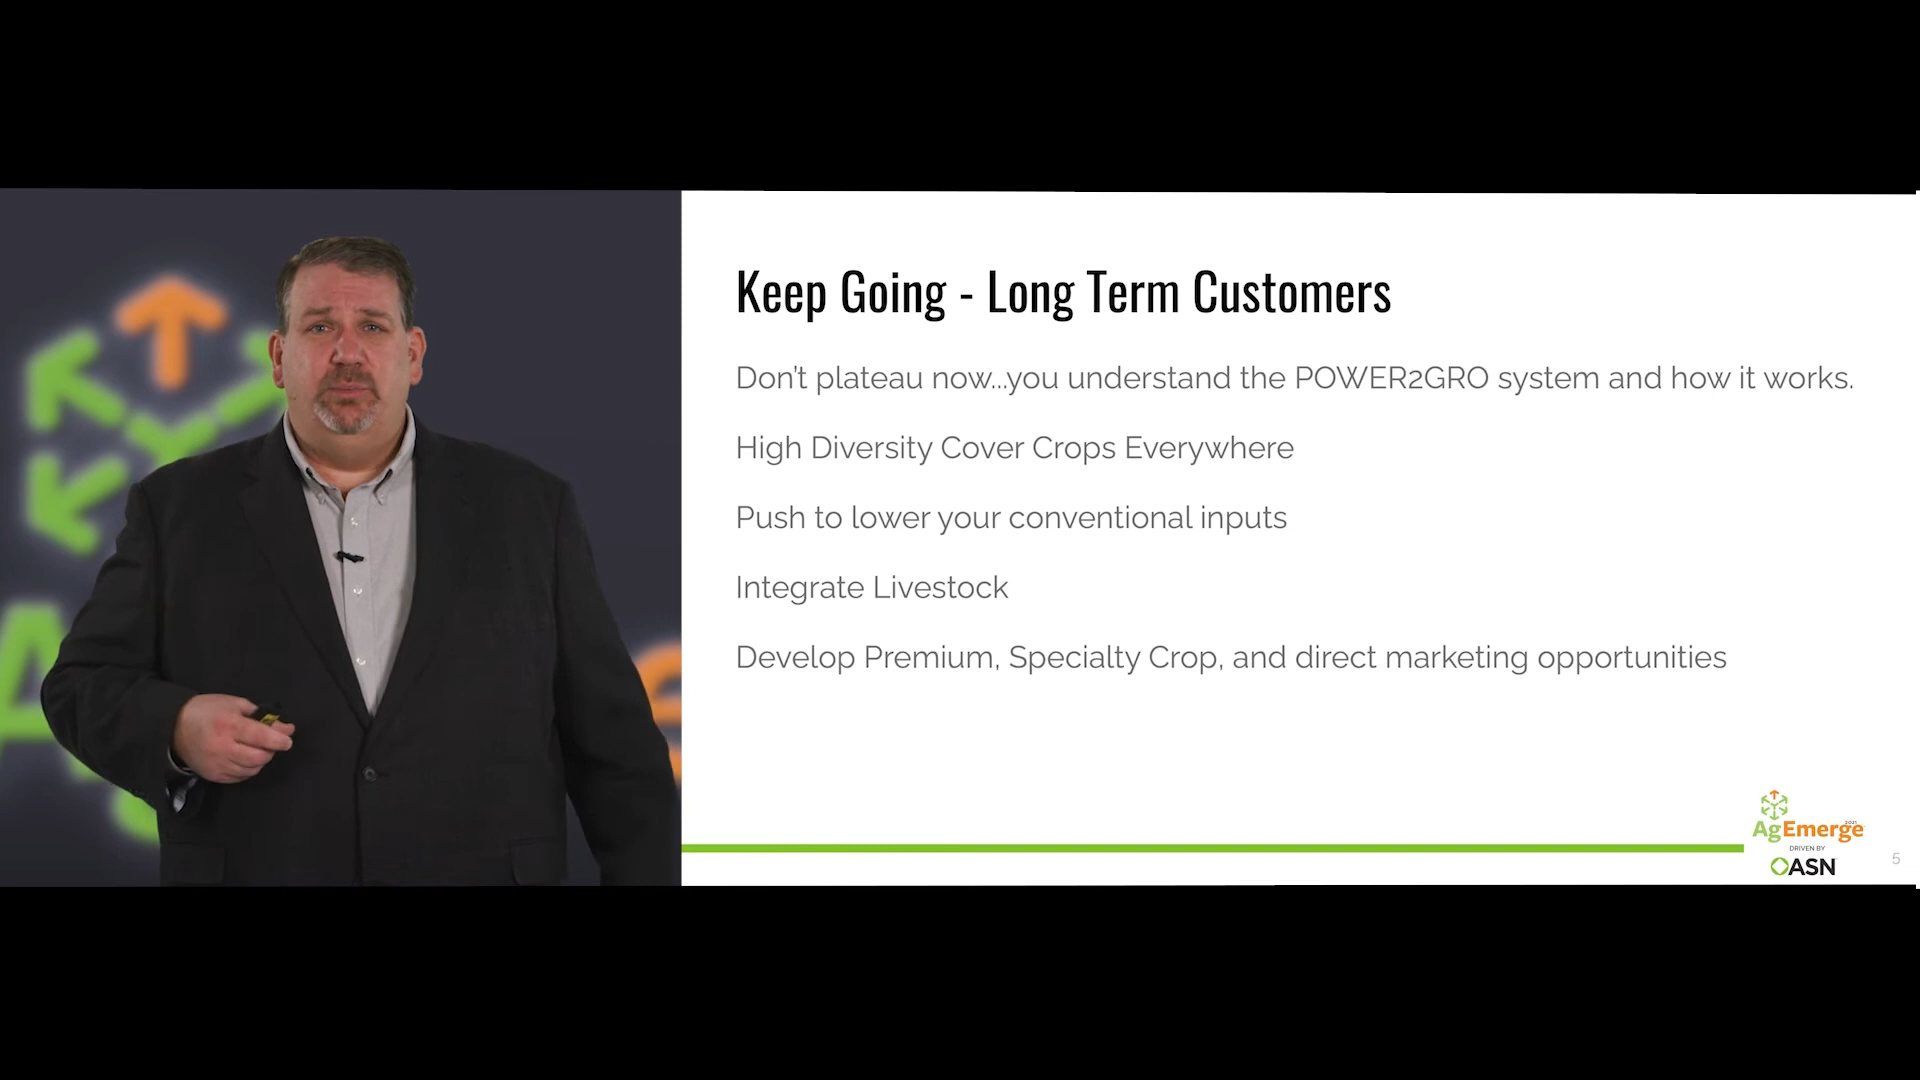 Keep Going - Long Term Customers
Don't plateau now...you understand the POWER2GRO system and how it works.
High Diversity Cover Crops Everywhere
Push to lower your conventional inputs
Integrate Livestock
Develop Premium, Specialty Crop, and direct marketing opportunities
2021
AgEmerge
DRIVEN BY
ASN
5